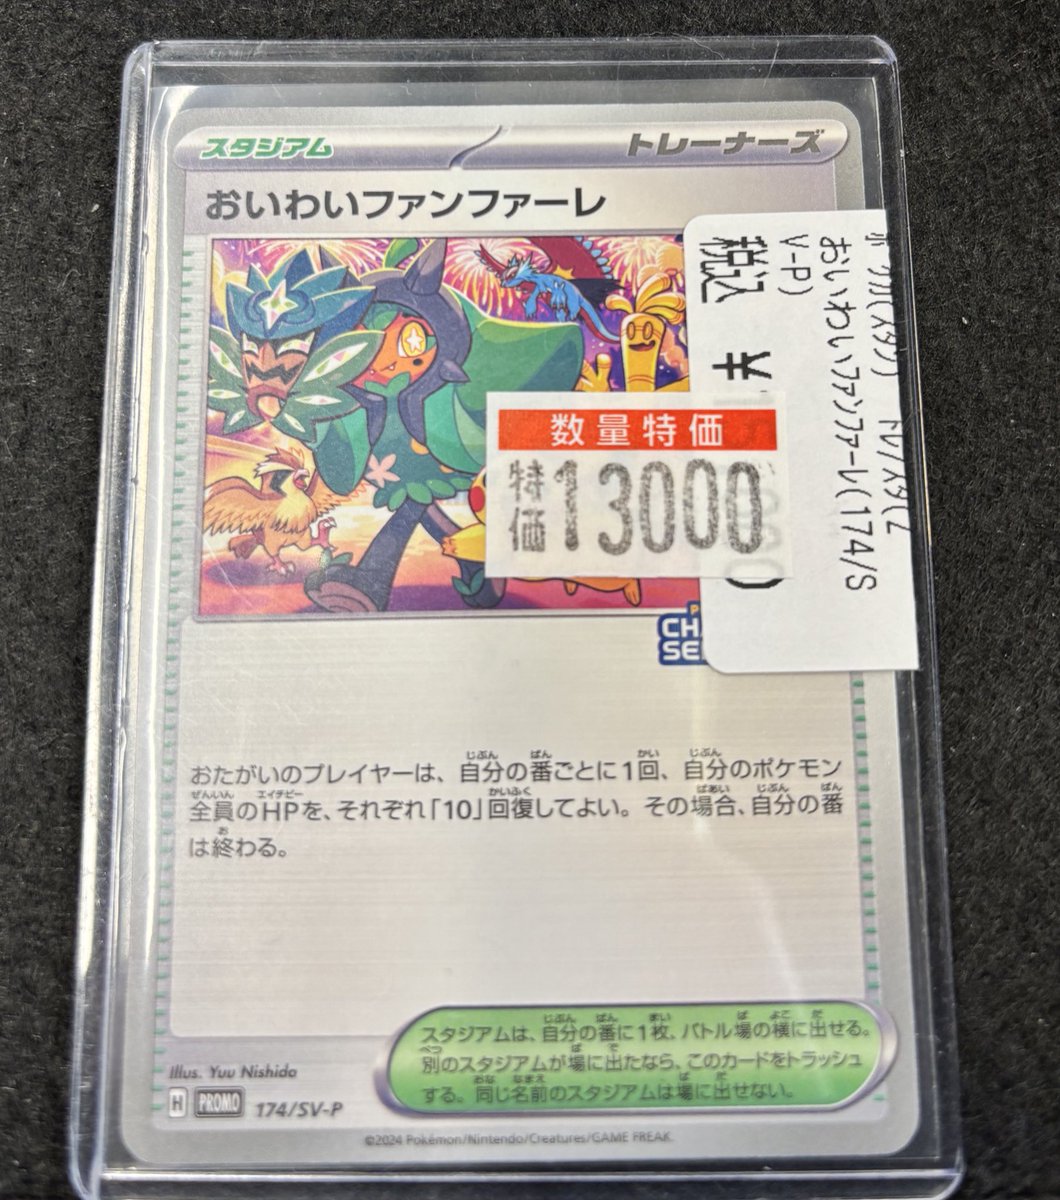 スタジアム
トレーナーズ
おいわいファンファーレ
税込 ¥
おいわいファンファーレ(174/S
V-P)
数量特価
特価 13000
CH
SE
おたがいのプレイヤーは、自分の番ごとに1回、自分のポケモン
全員のHPを、それぞれ「10」回復してよい。その場合、自分の番
は終わる。
スタジアムは、自分の番に1枚、バトル場の横に出せる。
別のスタジアムが場に出たなら、このカードをトラッシュ
する。同じ名前のスタジアムは場に出せない。
Illus. Yuu Nishida
H PROMO 174/SV-P
©2024 Pokémon/Nintendo/Creatures/GAME FREAK